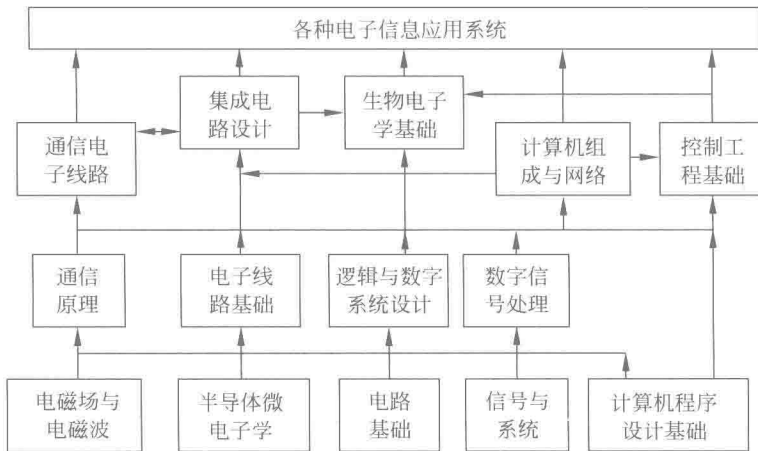 各种电子信息应用系统
集成电
路设计
生物电子
学基础
通信电
子线路
计算机组
成与网络
控制工
程基础
通信
原理
电子线
路基础
逻辑与数字
系统设计
数字信
号处理
电磁场与
电磁波
半导体微
电子学
电路
基础
信号与
系统
计算机程序
设计基础